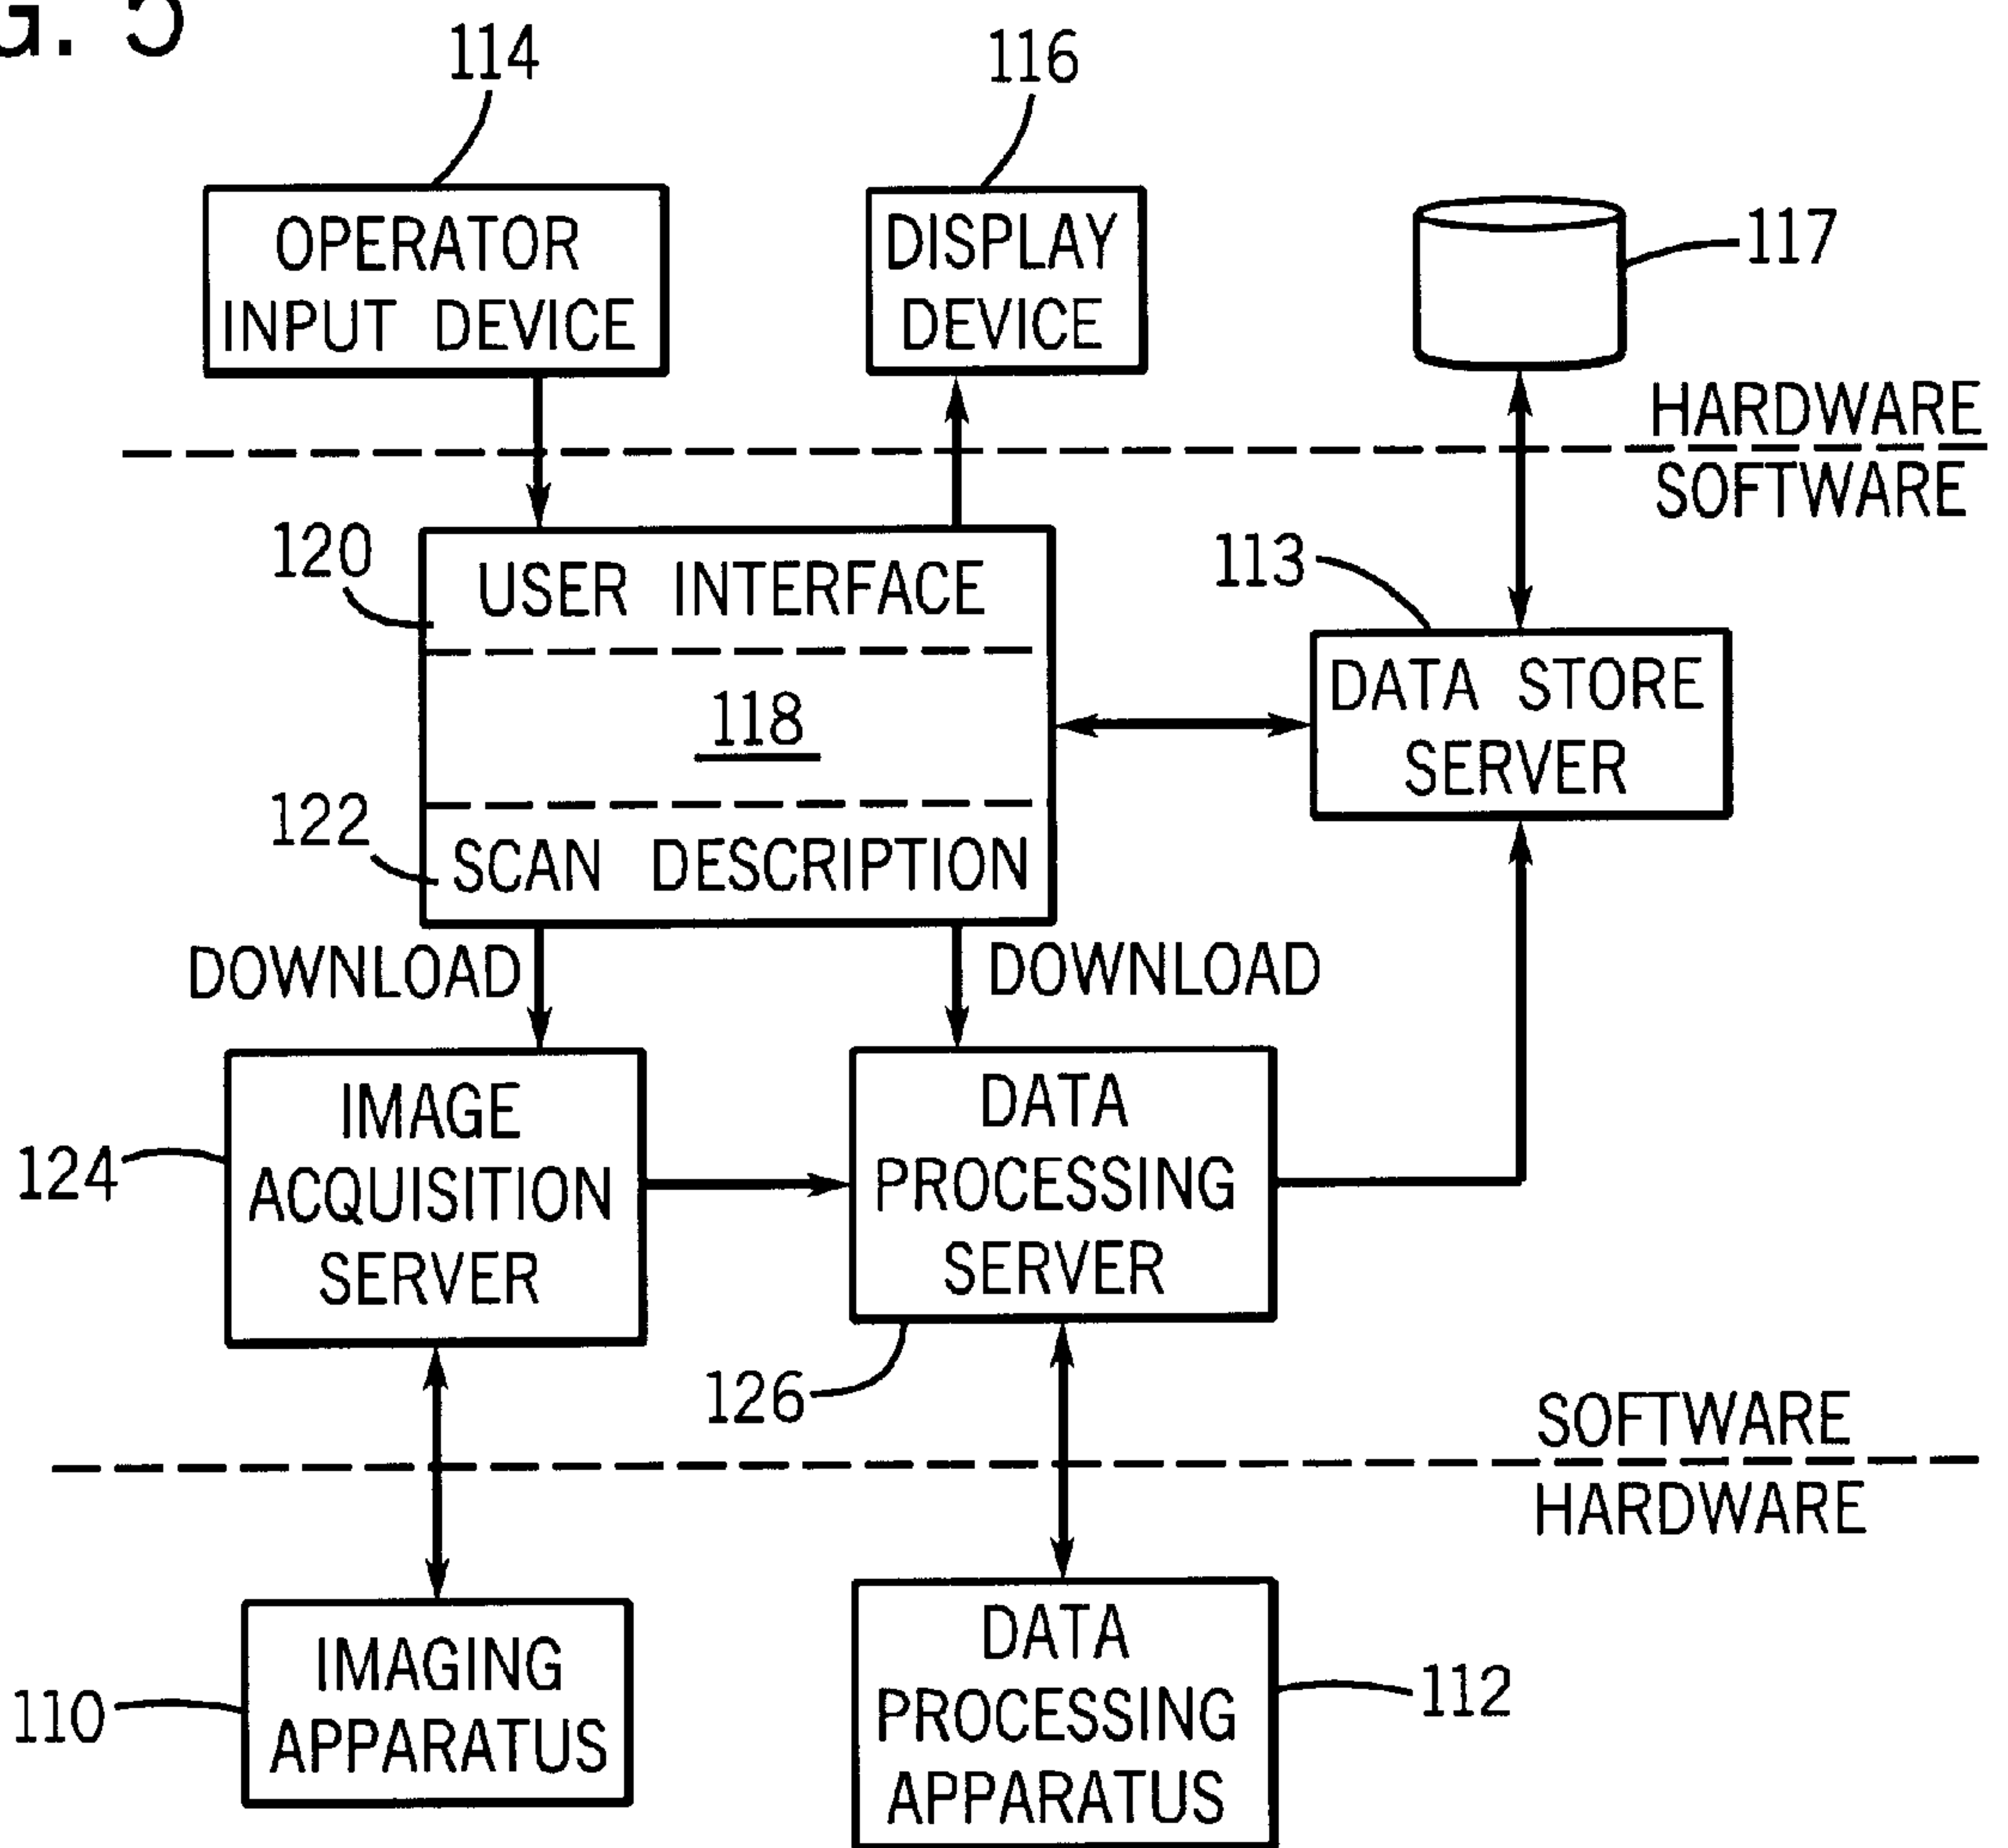 G. 5
114
116
OPERATOR
INPUT DEVICE
DISPLAY
DEVICE
117
HARDWARE
SOFTWARE
120
USER INTERFACE
113
118
DATA STORE
SERVER
122
SCAN DESCRIPTION
DOWNLOAD
DOWNLOAD
124
IMAGE
ACQUISITION
SERVER
DATA
PROCESSING
SERVER
126
SOFTWARE
HARDWARE
110
IMAGING
APPARATUS
DATA
PROCESSING
APPARATUS
112